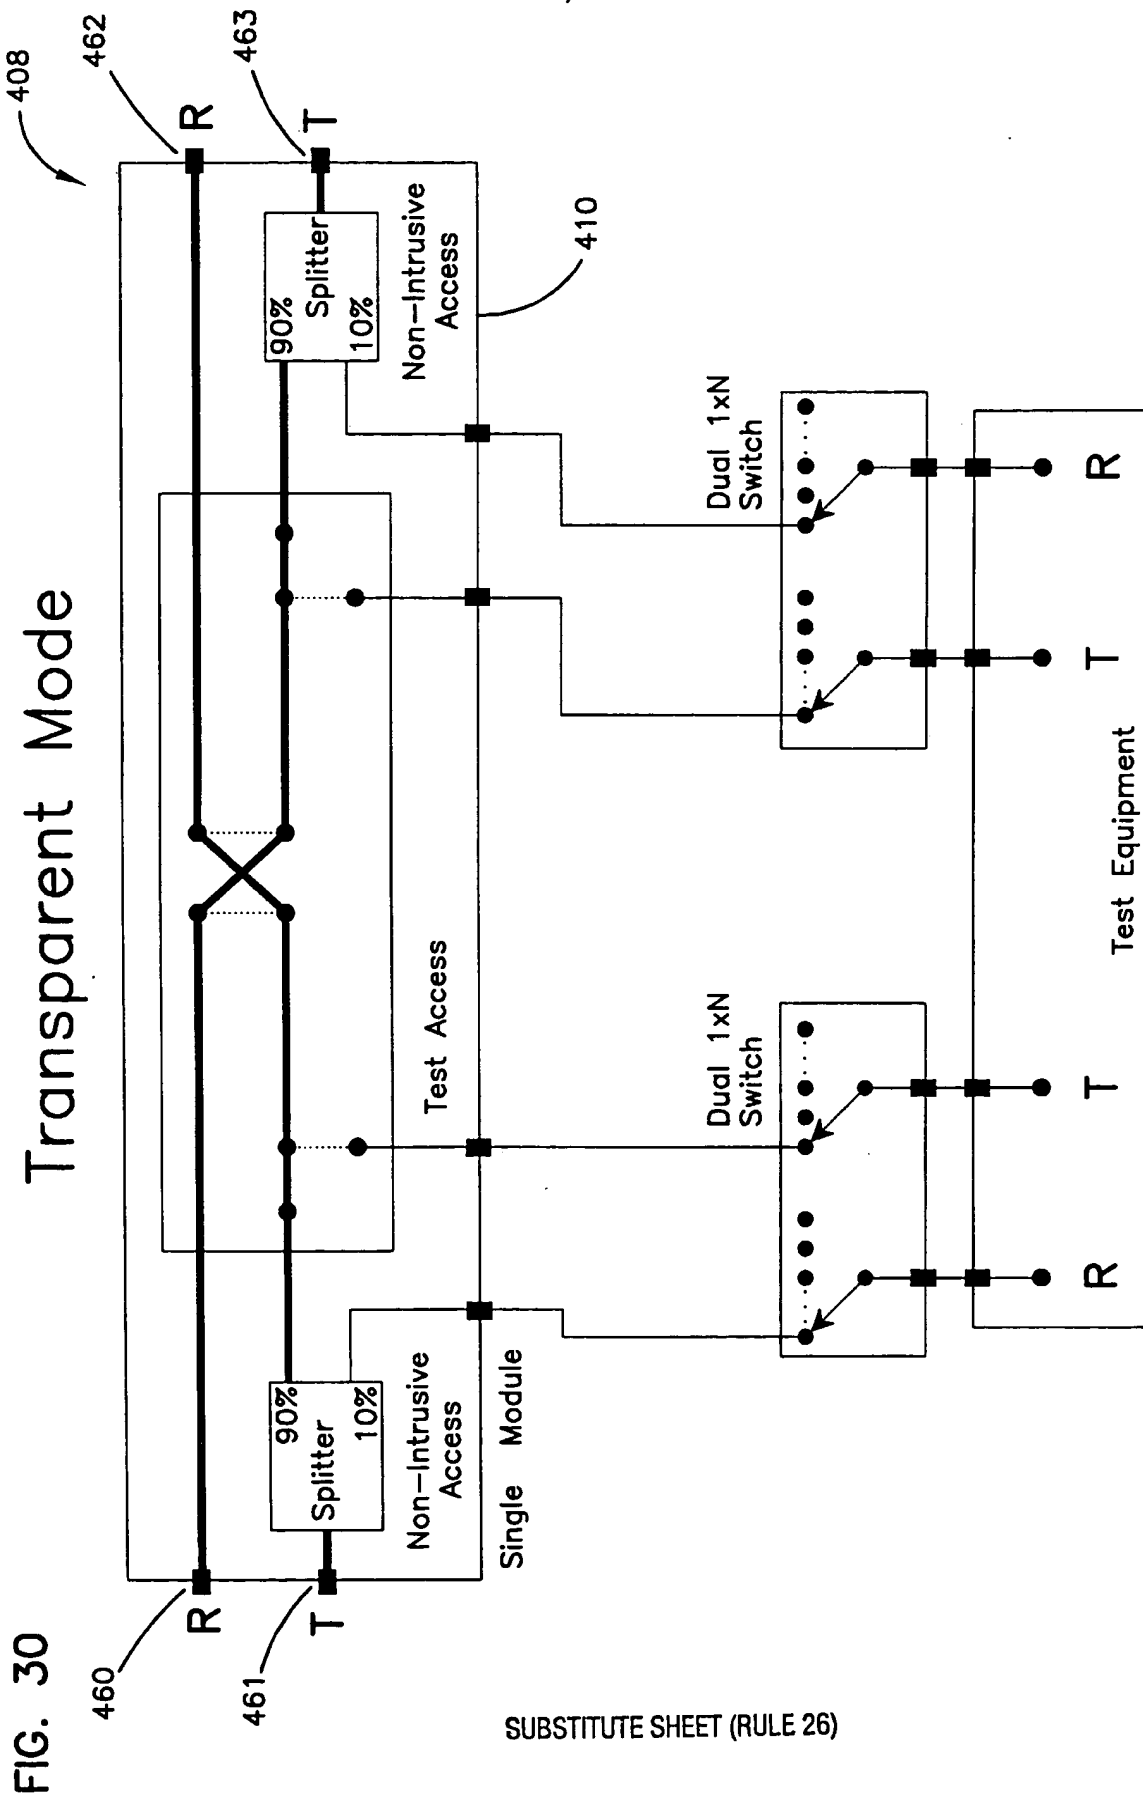 FIG. 30
Transparent Mode
408
460
R
R
462
461
T
T
463
90%
Splitter
10%
90%
Splitter
10%
Non-Intrusive
Access
Test Access
Non-Intrusive
Access
Single Module
410
Dual 1xN
Switch
Dual 1xN
Switch
R
T
T
R
Test Equipment
SUBSTITUTE SHEET (RULE 26)